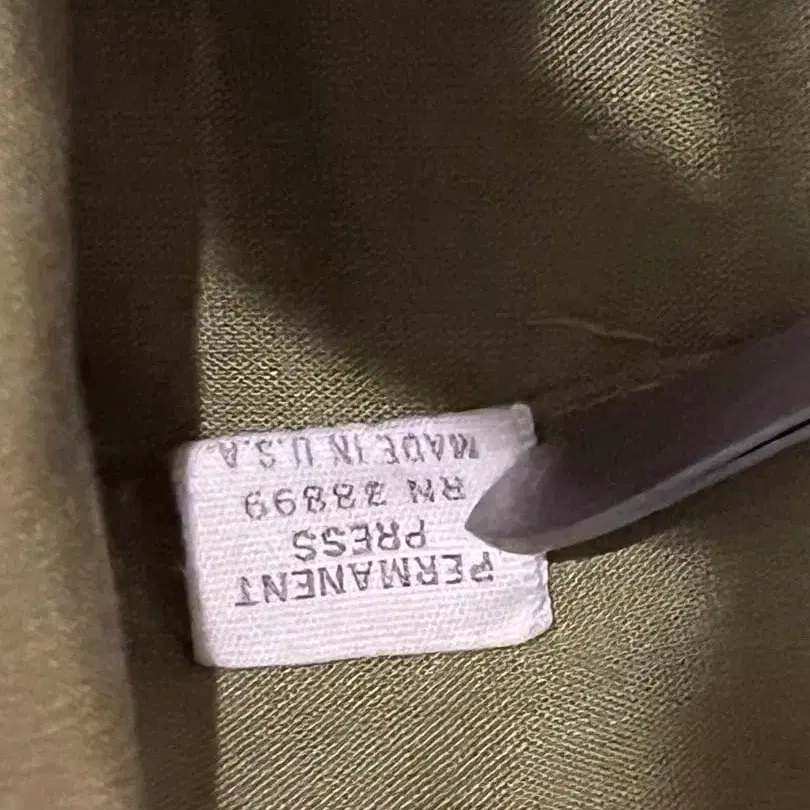 PERMANENT
PRESS
RN 38899
MADE IN U.S.A